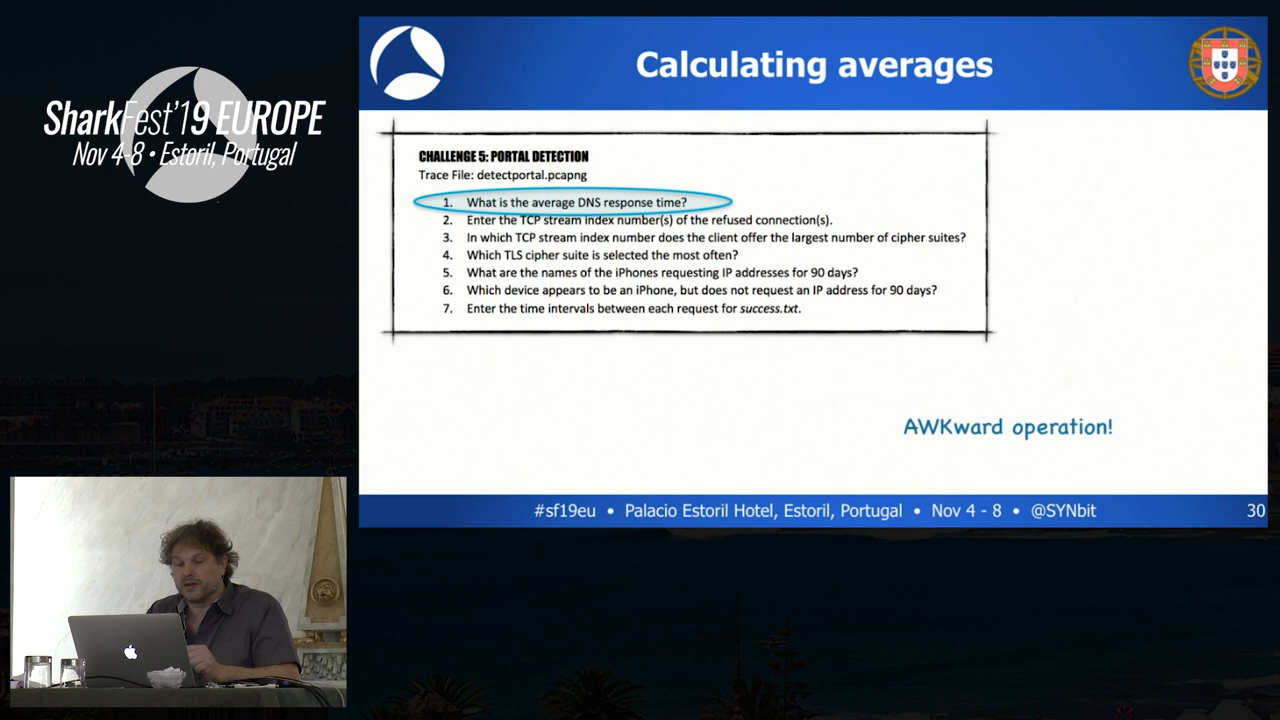 SharkFest'19 EUROPE
Nov 4-8 • Estoril, Portugal
Calculating averages
CHALLENGE 5: PORTAL DETECTION
Trace File: detectportal.pcapng
1. What is the average DNS response time?
2. Enter the TCP stream index number(s) of the refused connection(s).
3. In which TCP stream index number does the client offer the largest number of cipher suites?
4. Which TLS cipher suite is selected the most often?
5. What are the names of the iPhones requesting IP addresses for 90 days?
6. Which device appears to be an iPhone, but does not request an IP address for 90 days?
7. Enter the time intervals between each request for success.txt.
AWKward operation!
#sf19eu • Palacio Estoril Hotel, Estoril, Portugal • Nov 4 - 8 • @SYNbit
30